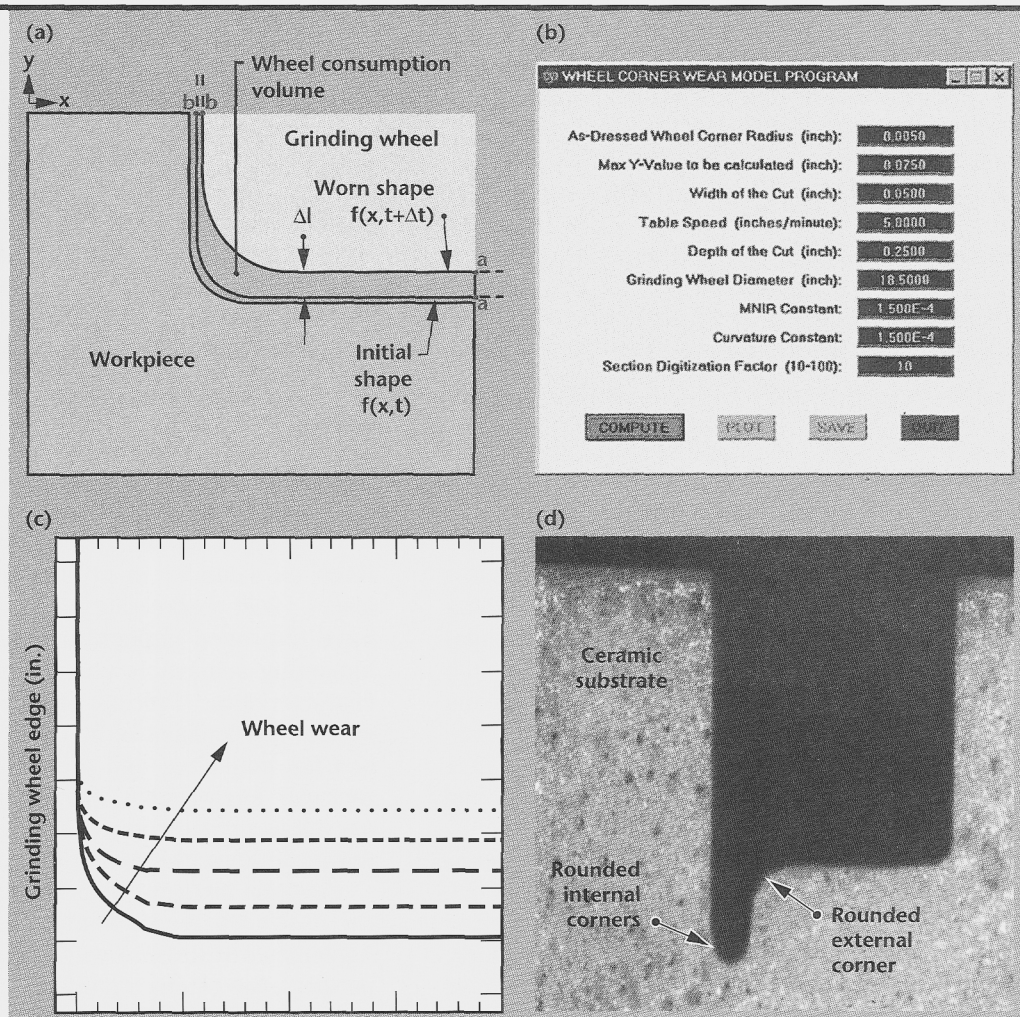 (a)
y
x
b b
Wheel consumption
volume
Grinding wheel
Worn shape
f(x,t+Δt)
Δl
a
a
Workpiece
Initial
shape
f(x,t)
(b)
WHEEL CORNER WEAR MODEL PROGRAM
As-Dressed Wheel Corner Radius (inch): 0.0050
Max Y-Value to be calculated (inch): 0.0750
Width of the Cut (inch): 0.0500
Table Speed (inches/minute): 5.0000
Depth of the Cut (inch): 0.2500
Grinding Wheel Diameter (inch): 18.5000
MNIR Constant: 1.500E-4
Curvature Constant: 1.500E-4
Section Digitization Factor (10-100): 10
COMPUTE PLOT SAVE QUIT
(c)
Grinding wheel edge (in.)
Wheel wear
(d)
Ceramic
substrate
Rounded
internal
corners
Rounded
external
corner